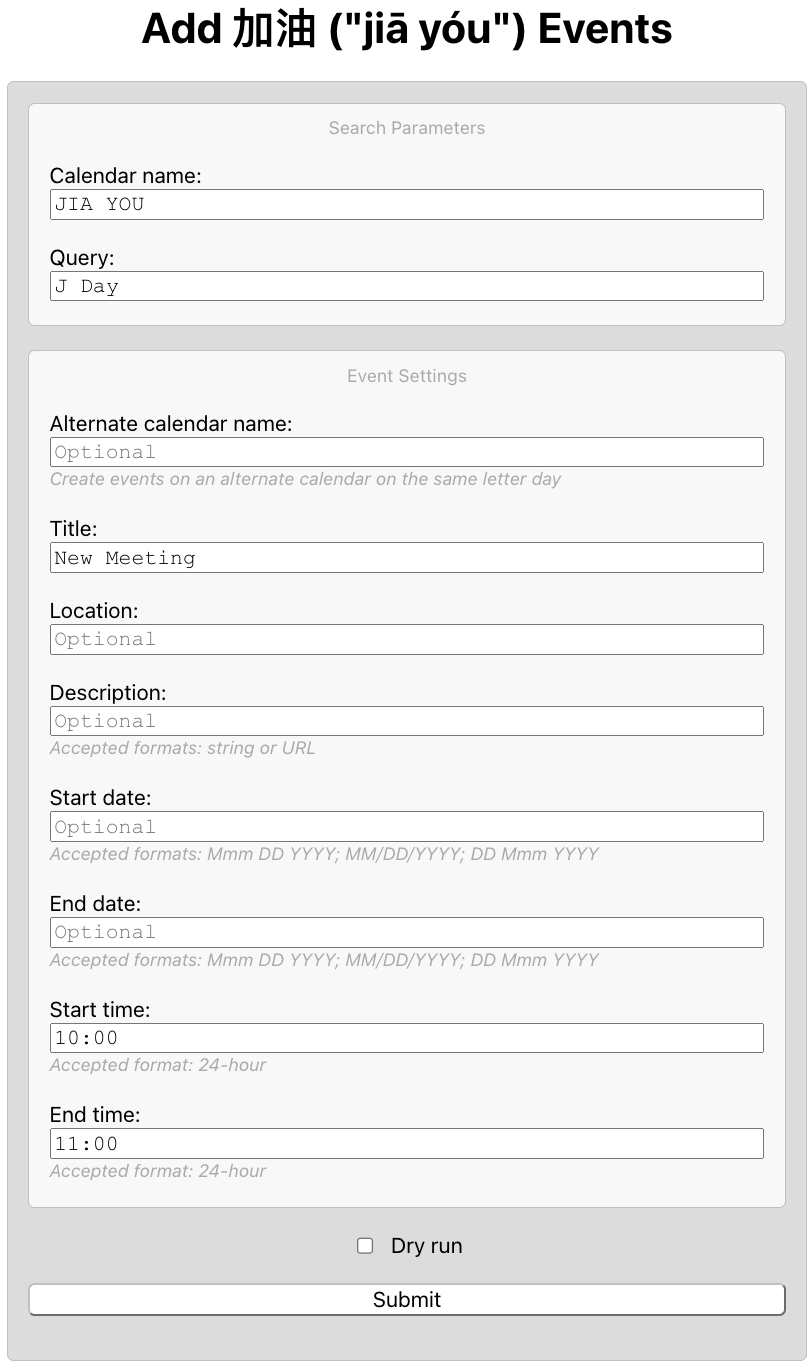 Add 加油 ("jiā yóu") Events
Search Parameters
Calendar name:
JIA YOU
Query:
J Day
Event Settings
Alternate calendar name:
Optional
Create events on an alternate calendar on the same letter day
Title:
New Meeting
Location:
Optional
Description:
Optional
Accepted formats: string or URL
Start date:
Optional
Accepted formats: Mmm DD YYYY; MM/DD/YYYY; DD Mmm YYYY
End date:
Optional
Accepted formats: Mmm DD YYYY; MM/DD/YYYY; DD Mmm YYYY
Start time:
10:00
Accepted format: 24-hour
End time:
11:00
Accepted format: 24-hour
Dry run
Submit